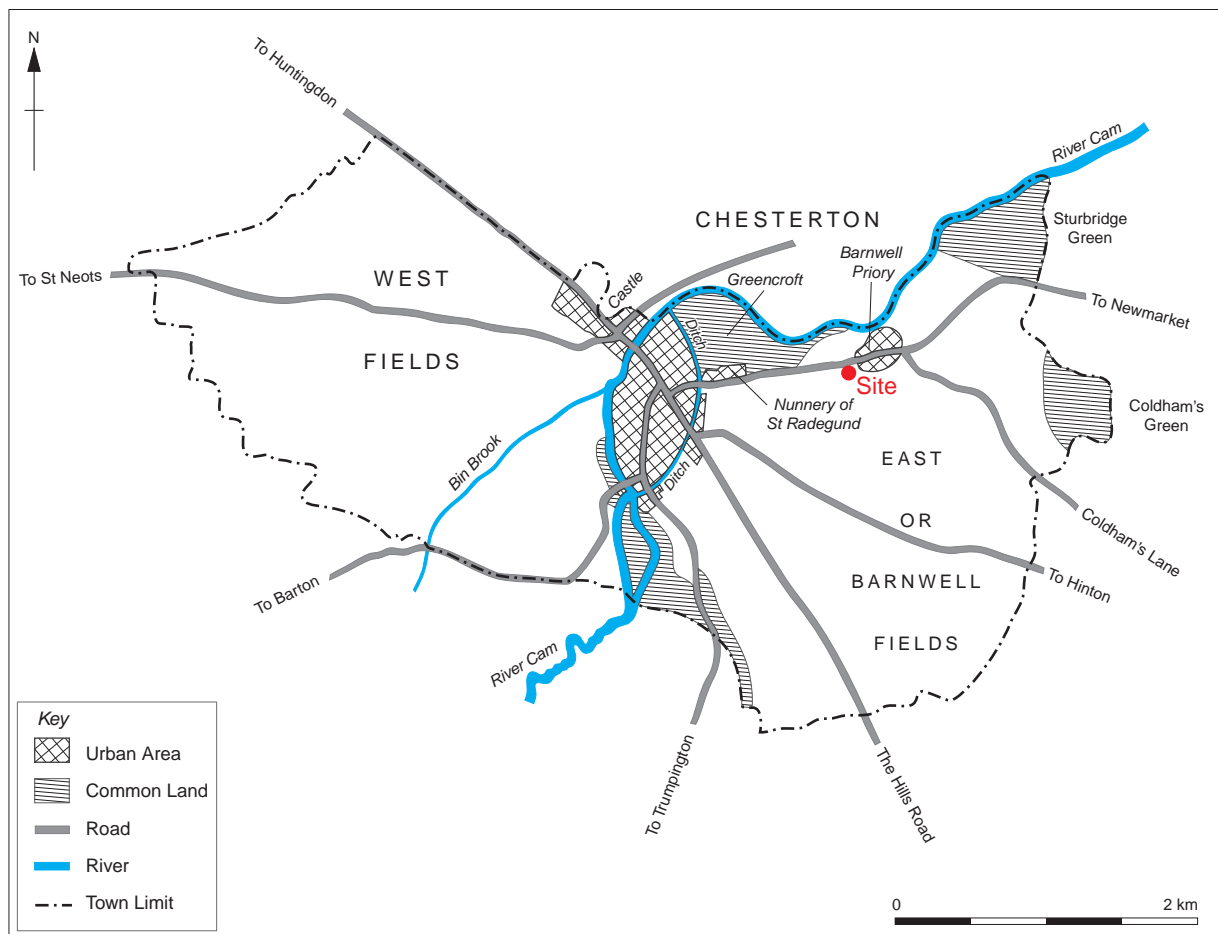 N
To Huntingdon
River Cam
CHESTERTON
Sturbridge
Green
Barnwell
Priory
To St Neots
WEST
Castle
Greencroft
To Newmarket
Ditch
FIELDS
Site
Nunnery of
St Radegund
Coldham's
Green
Bin Brook
EAST
Ditch
OR
Coldham's Lane
To Barton
BARNWELL
To Hinton
FIELDS
River Cam
To Trumpington
The Hills Road
Key
Urban Area
Common Land
Road
River
Town Limit
0
2 km